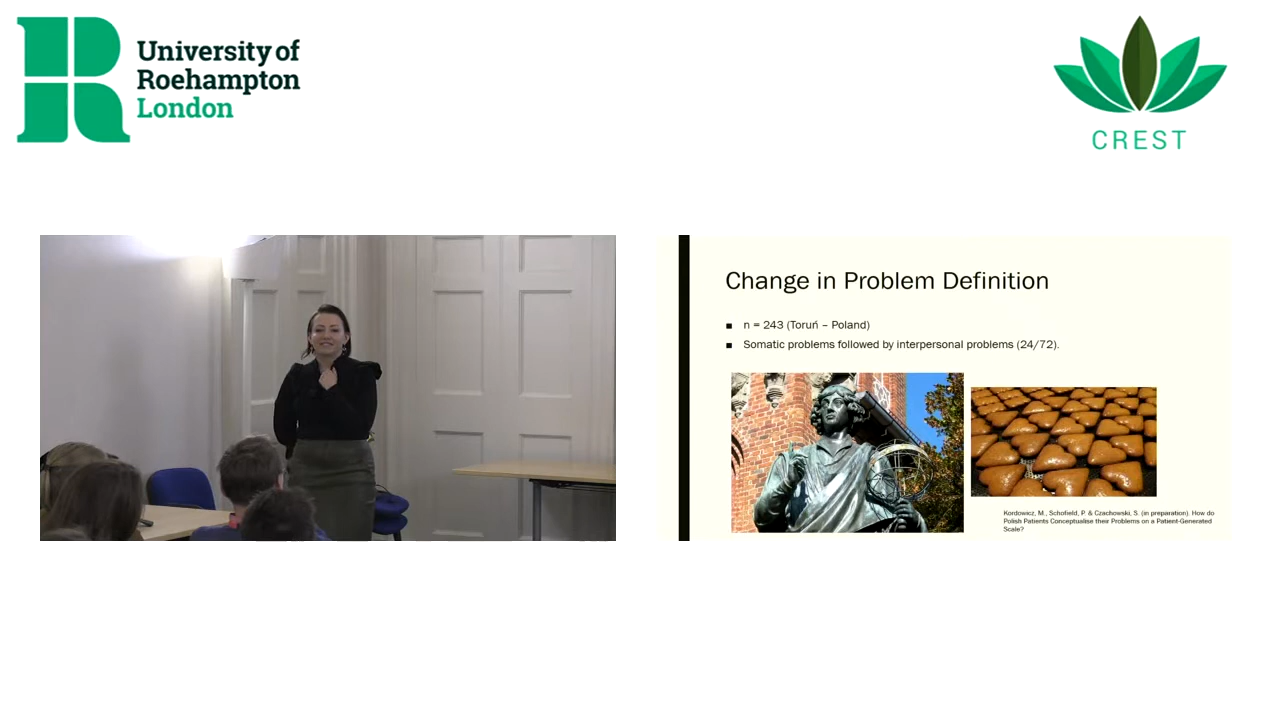 University of
Roehampton
London
CREST
Change in Problem Definition
■ n = 243 (Toruń – Poland)
■ Somatic problems followed by interpersonal problems (24/72).
Kordowicz, M., Schofield, P. & Czachowski, S. (in preparation). How do
Polish Patients Conceptualise their Problems on a Patient-Generated
Scale?